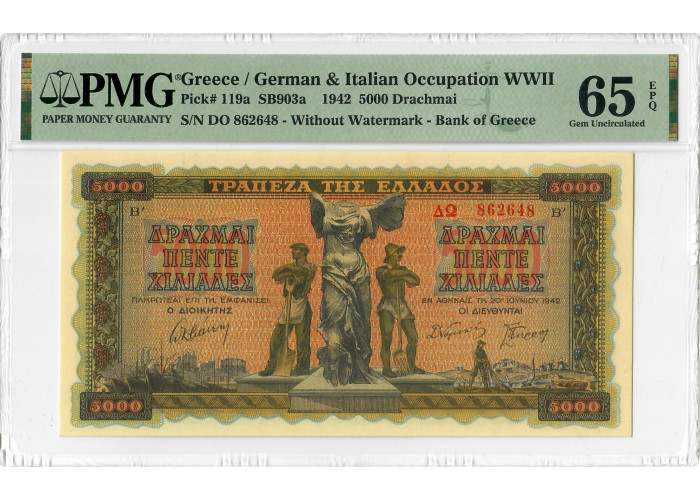 PMG®
PAPER MONEY GUARANTY
Greece / German & Italian Occupation WWII
Pick# 119a SB903a 1942 5000 Drachmai
S/N DO 862648 - Without Watermark - Bank of Greece
65 EPQ
Gem Uncirculated
5000 ΤΡΑΠΕΖΑ ΤΗΣ ΕΛΛΑΔΟΣ 5000
Β' ΔΩ 862648 Β'
ΔΡΑΧΜΑΙ
ΠΕΝΤΕ
ΧΙΛΙΑΔΕΣ
ΠΛΗΡΩΤΕΑΙ ΕΠΙ ΤΗ ΕΜΦΑΝΙΣΕΙ
Ο ΔΙΟΙΚΗΤΗΣ
ΔΡΑΧΜΑΙ
ΠΕΝΤΕ
ΧΙΛΙΑΔΕΣ
ΕΝ ΑΘΗΝΑΙΣ ΤΗ 20ῌ ΙΟΥΝΙΟΥ 1942
ΟΙ ΔΙΕΥΘΥΝΤΑΙ
5000 5000